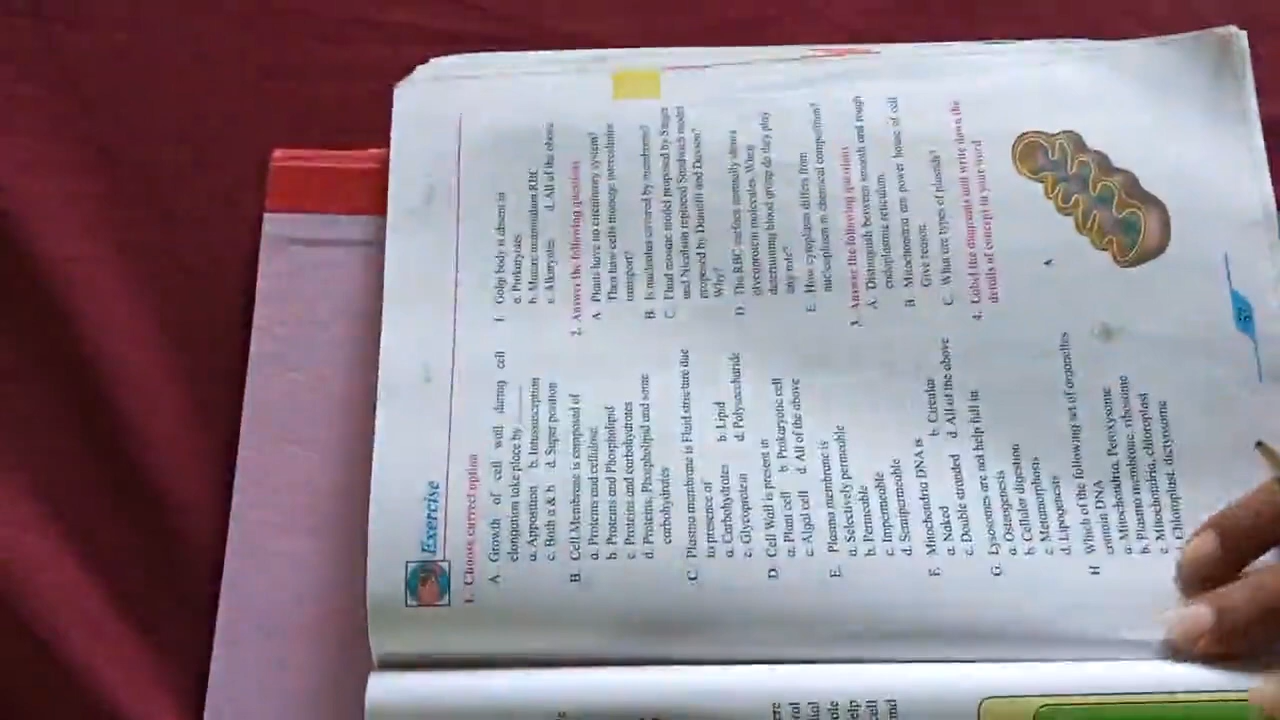 Exercise
1. Choose correct option
A. Growth of cell wall during cell
elongation take place by ______
a. Apposition b. Intussusception
c. Both a & b d. Super position
B. Cell Membrane is composed of
a. Proteins and cellulose
b. Proteins and Phospholipid
c. Proteins and carbohydrates
d. Proteins, Phospholipid and some
carbohydrates
C. Plasma membrane is Fluid structure due
to presence of
a. Carbohydrates b. Lipid
c. Glycoprotein d. Polysaccharide
D. Cell Wall is present in
a. Plant cell b. Prokaryotic cell
c. Algal cell d. All of the above
E. Plasma membrane is
a. Selectively permeable
b. Permeable
c. Impermeable
d. Semipermeable
F. Mitochondria DNA is
a. Naked b. Circular
c. Double stranded d. All of the above
G. Lysosomes are not help full in
a. Osteogenesis
b. Cellular digestion
c. Metamorphosis
d. Lipogenesis
H Which of the following set of organelles
contain DNA
a. Mitochondria, Peroxysome
b. Plasma membrane, ribosome
c. Mitochondria, chloroplast
Chloroplast, dictyosome
I. Golgi body is absent in
a. Prokaryotes
b. Mature mammalian RBC
c. Akaryotes d. All of the above
2. Answer the following question
A Plants have no circulatory system?
Then how cells manage intercellular
transport?
B. Is nucleolus covered by membrane?
C. Fluid mosaic model proposed by Singer
and Nicolson replaced Sandwich model
proposed by Danielli and Davson?
Why?
D. The RBC surface normally shows
glycoprotein molecules. When
determining blood group do they play
any role?
E. How cytoplasm differs from
nucleoplasm in chemical composition?
3. Answer the following questions
A. Distinguish between smooth and rough
endoplasmic reticulum.
B. Mitochondria are power house of cell
Give reason.
C. What are types of plastids?
4. Label the diagrams and write down the
details of concept in your word
A
57